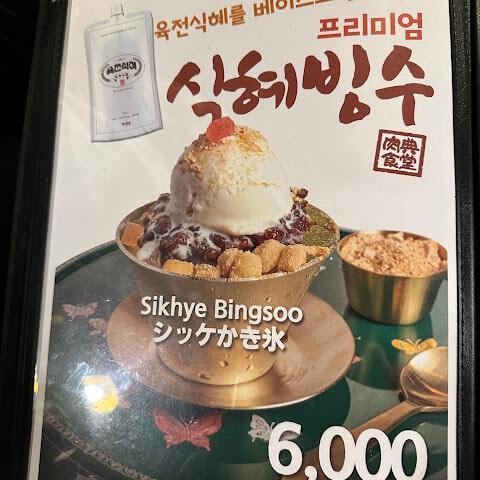 육전식혜를 베이스로
프리미엄
식혜빙수
肉典
食堂
육전식혜
Sikhye Bingsoo
シッケかき氷
6,000